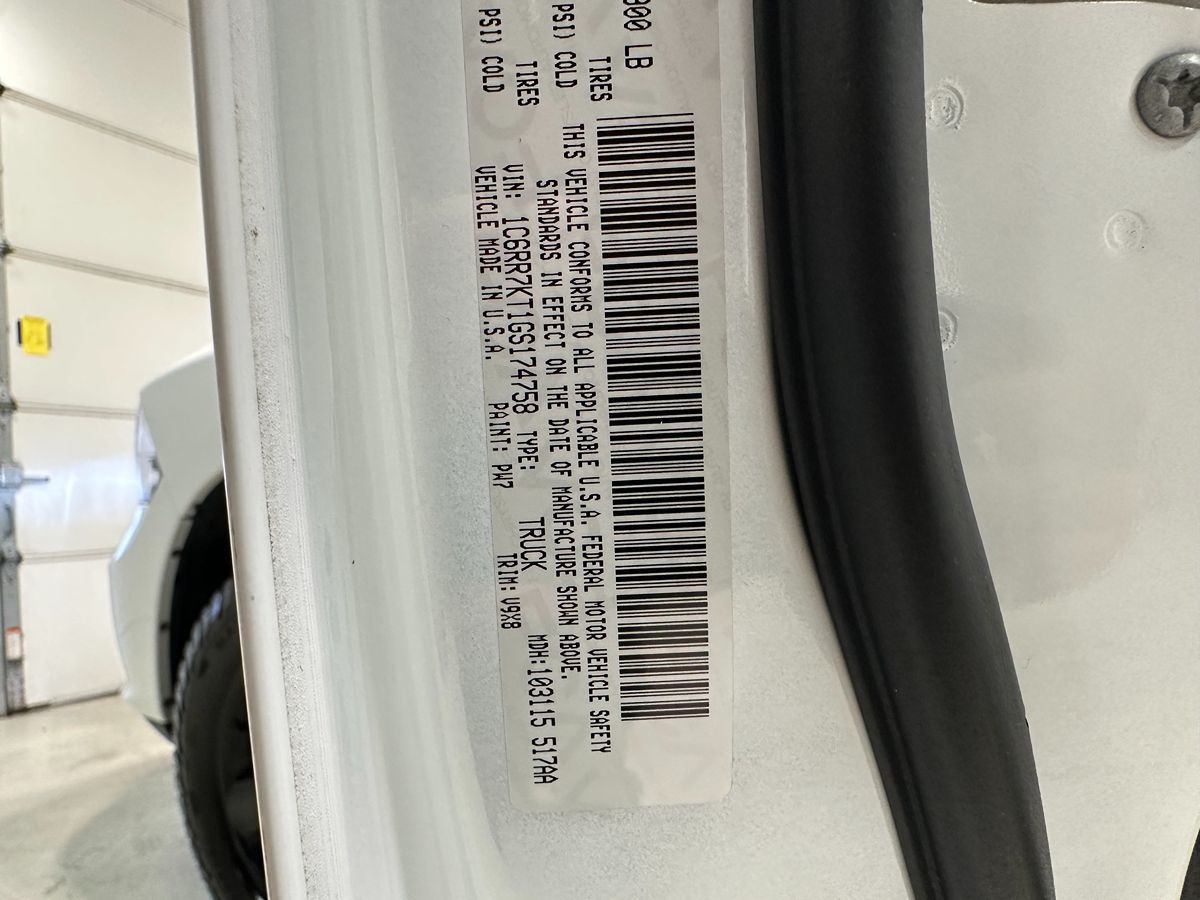 900 LB
TIRES
PSI) COLD
TIRES
PSI) COLD
THIS VEHICLE CONFORMS TO ALL APPLICABLE U.S.A. FEDERAL MOTOR VEHICLE SAFETY
STANDARDS IN EFFECT ON THE DATE OF MANUFACTURE SHOWN ABOVE.
VIN: 1C6RR7KT1GS174758 TYPE: TRUCK MDH:103115 517AA
VEHICLE MADE IN U.S.A. PAINT: PW7 TRIM: V9X8